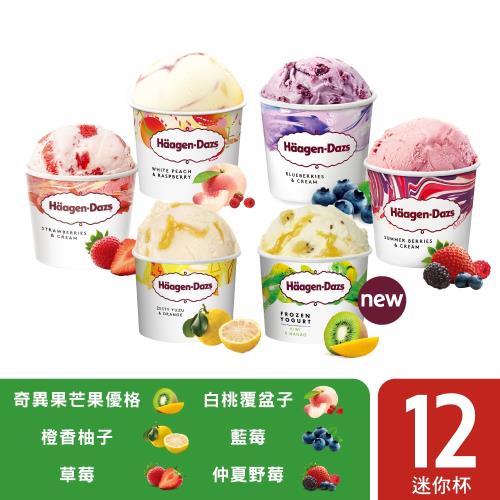 Häagen-Dazs
WHITE PEACH
& RASPBERRY
Häagen-Dazs
BLUEBERRIES
& CREAM
Häagen-Dazs
STRAWBERRIES
& CREAM
Häagen-Dazs
SUMMER BERRIES
& CREAM
Häagen-Dazs
ZESTY YUZU
& ORANGE
Häagen-Dazs
FROZEN
YOGURT
KIWI
& MANGO
new
奇異果芒果優格
白桃覆盆子
橙香柚子
藍莓
草莓
仲夏野莓
12
迷你杯